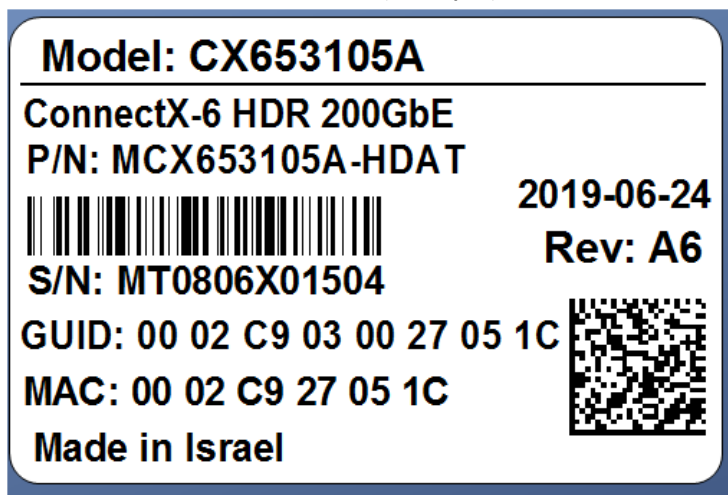 Model: CX653105A
ConnectX-6 HDR 200GbE
P/N: MCX653105A-HDAT
2019-06-24
Rev: A6
S/N: MT0806X01504
GUID: 00 02 C9 03 00 27 05 1C
MAC: 00 02 C9 27 05 1C
Made in Israel